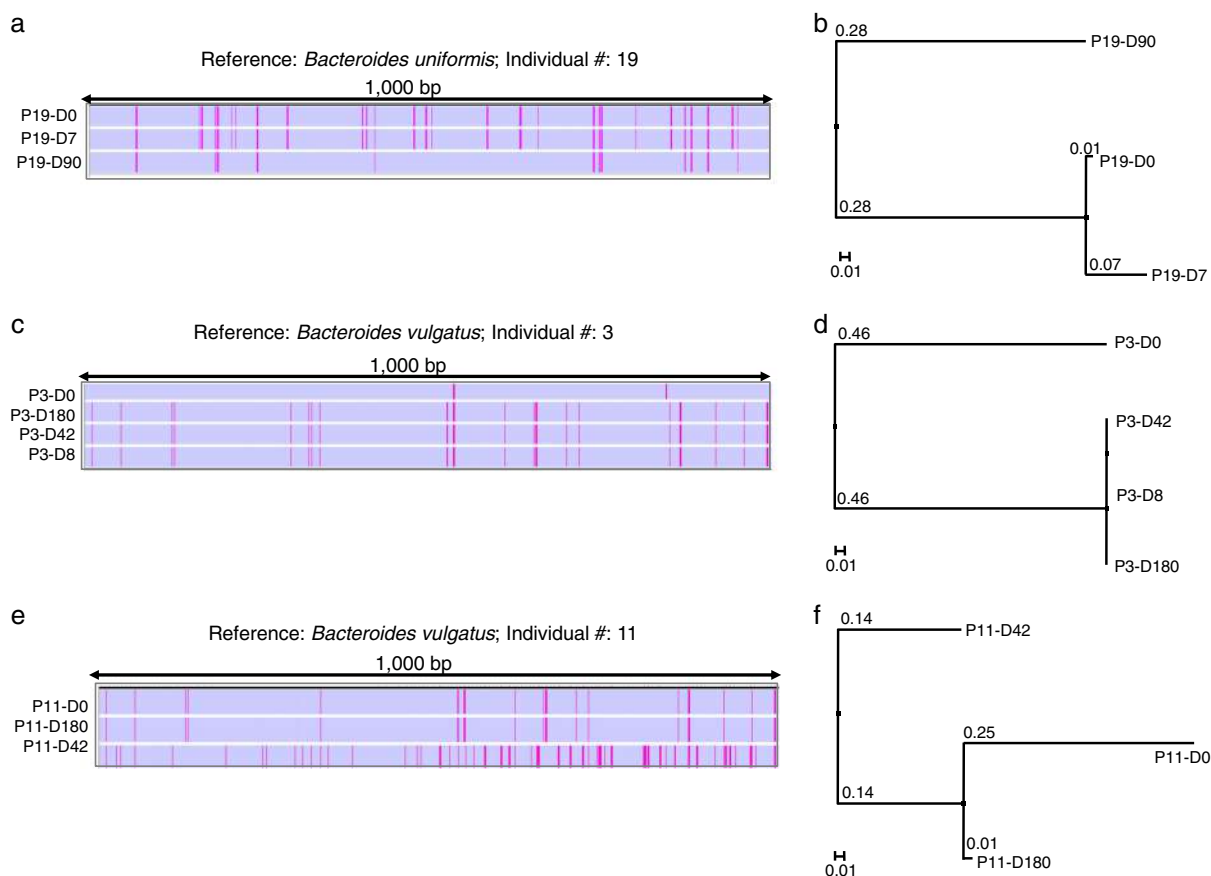 a
Reference: Bacteroides uniformis; Individual #: 19
1,000 bp
P19-D0
P19-D7
P19-D90
b
0.28
P19-D90
0.01
P19-D0
0.28
0.07
P19-D7
0.01
c
Reference: Bacteroides vulgatus; Individual #: 3
1,000 bp
P3-D0
P3-D180
P3-D42
P3-D8
d
0.46
P3-D0
P3-D42
P3-D8
0.46
P3-D180
0.01
e
Reference: Bacteroides vulgatus; Individual #: 11
1,000 bp
P11-D0
P11-D180
P11-D42
f
0.14
P11-D42
0.25
P11-D0
0.14
0.01
P11-D180
0.01